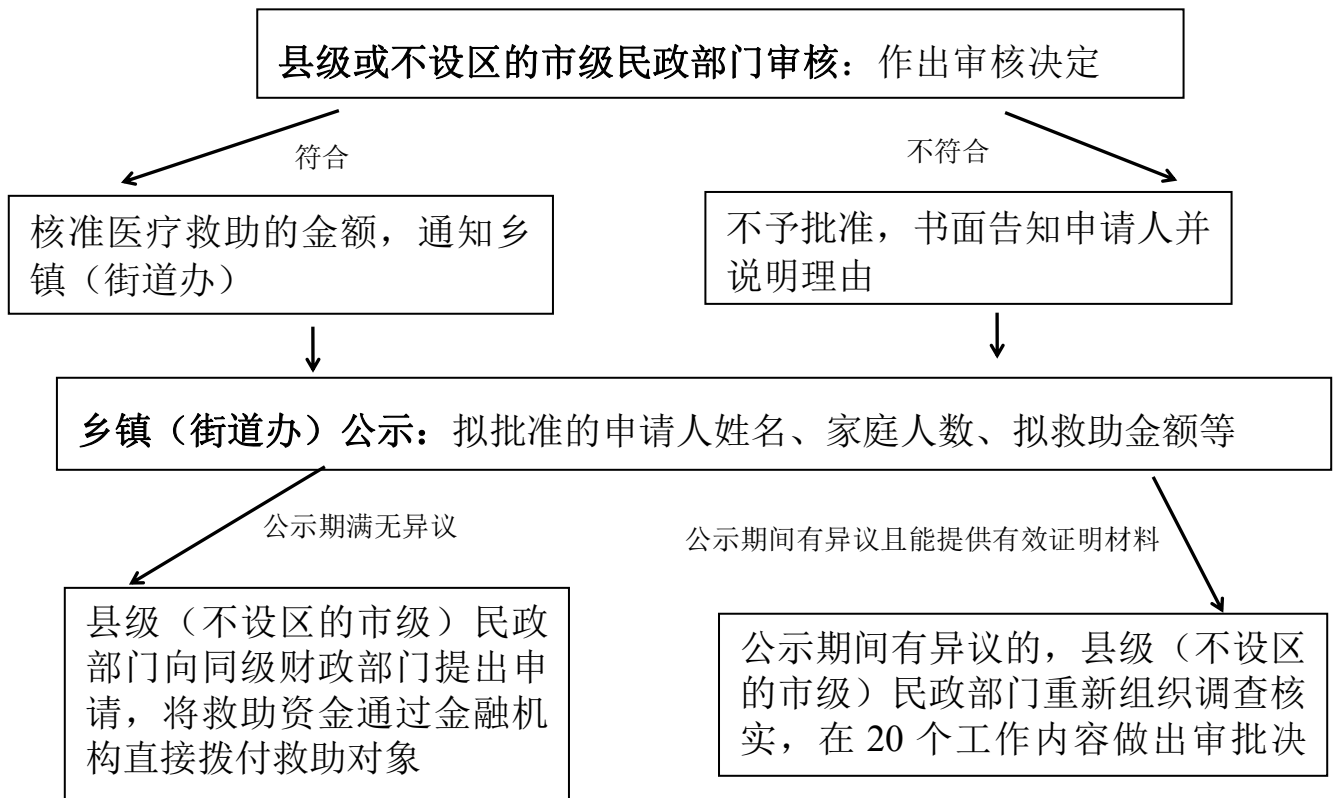 县级或不设区的市级民政部门审核：作出审核决定
符合
不符合
核准医疗救助的金额，通知乡
镇（街道办）
不予批准，书面告知申请人并
说明理由
乡镇（街道办）公示：拟批准的申请人姓名、家庭人数、拟救助金额等
公示期满无异议
公示期间有异议且能提供有效证明材料
县级（不设区的市级）民政
部门向同级财政部门提出申
请，将救助资金通过金融机
构直接拨付救助对象
公示期间有异议的，县级（不设区
的市级）民政部门重新组织调查核
实，在 20 个工作内容做出审批决